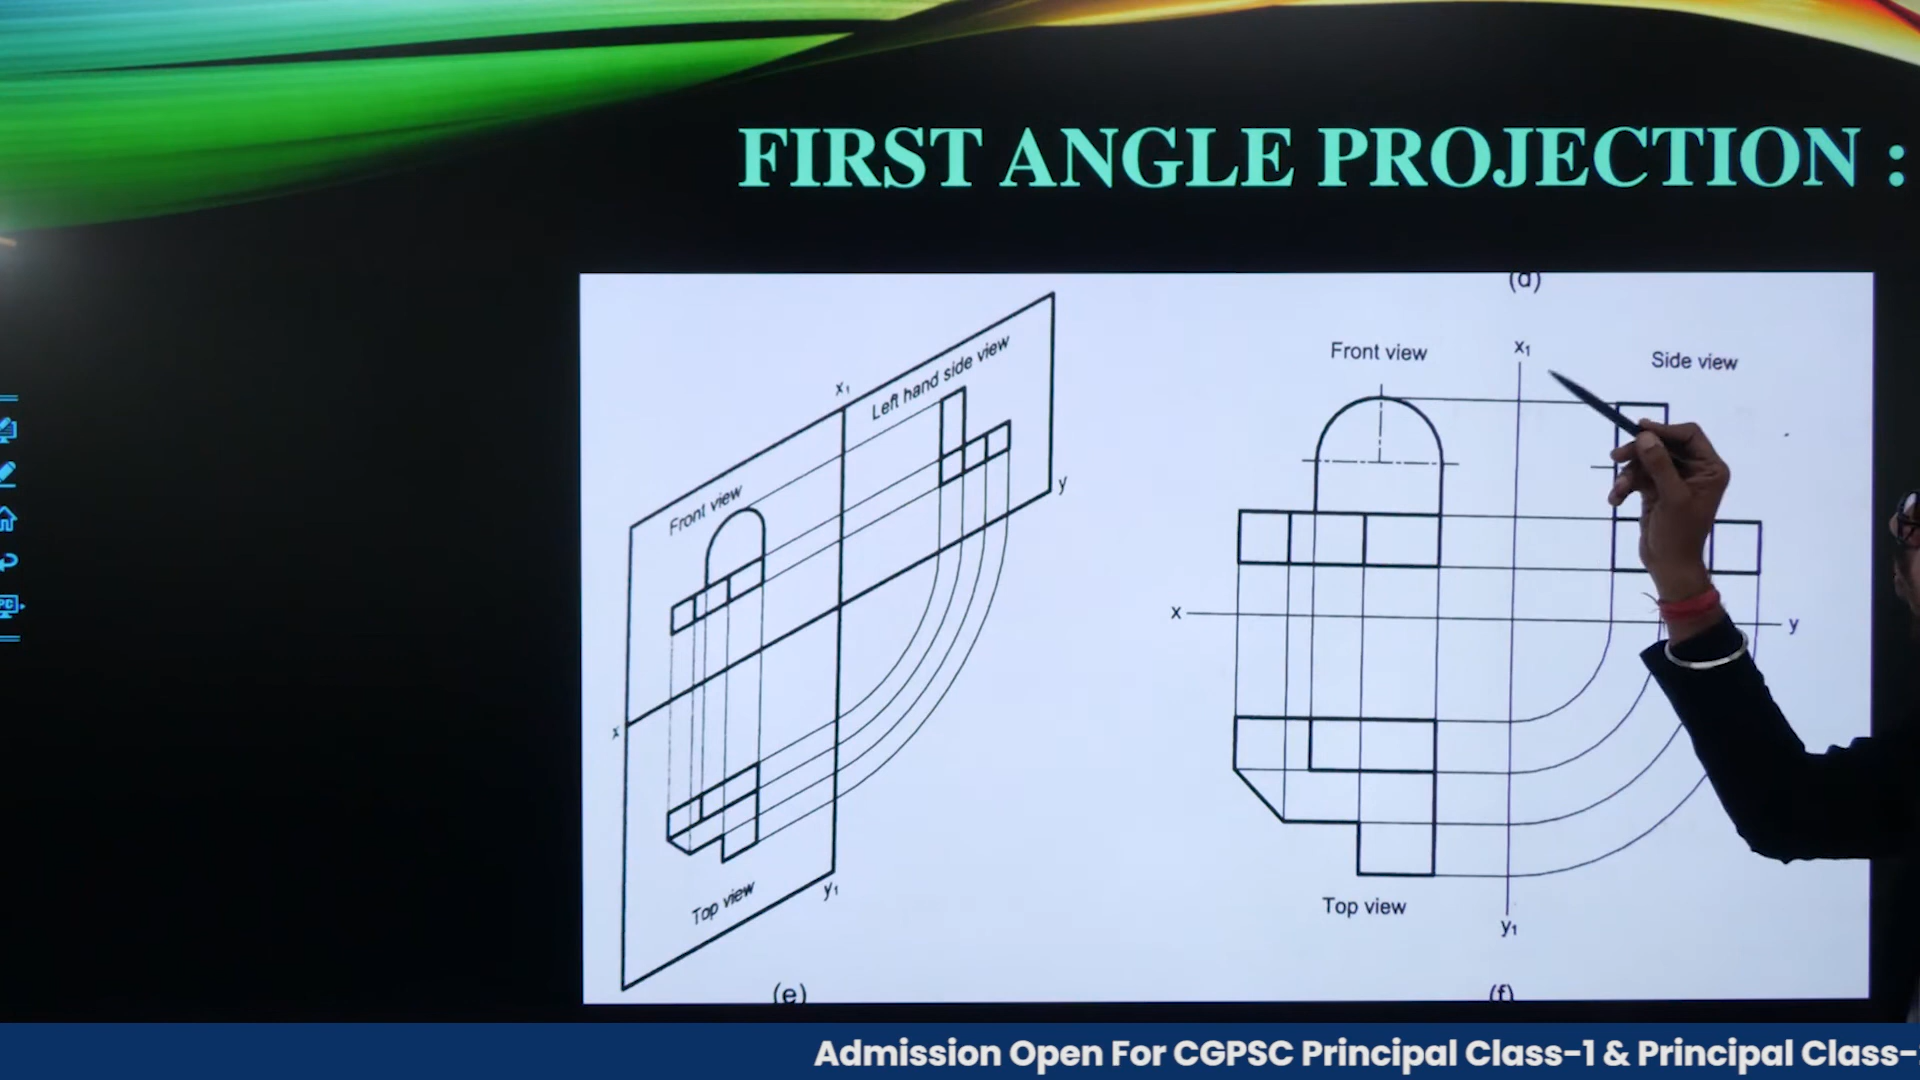 FIRST ANGLE PROJECTION :
(d)
x₁
Left hand side view
Front view
y
x
Top view
y₁
(e)
Front view
x₁
Side view
x
y
Top view
y₁
(f)
PC
Admission Open For CGPSC Principal Class-1 & Principal Class-